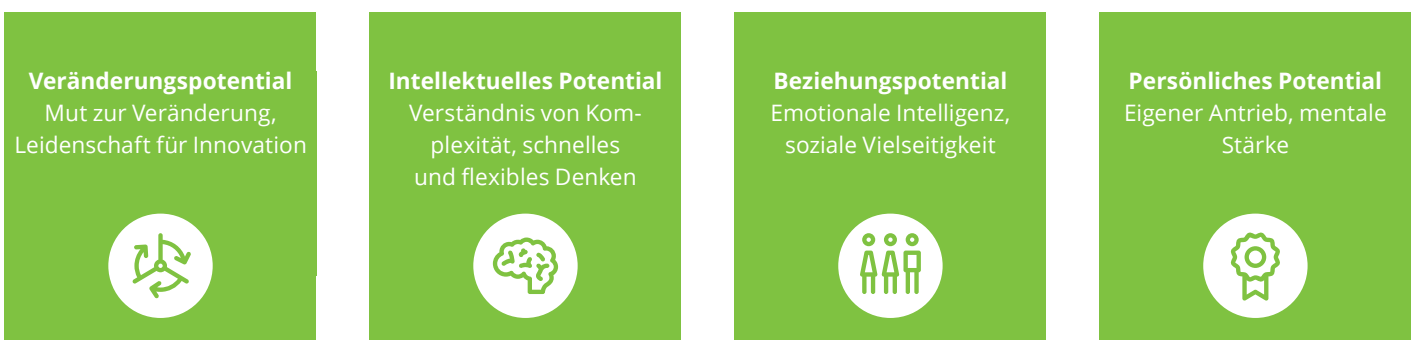 Veränderungspotential
Mut zur Veränderung,
Leidenschaft für Innovation
Intellektuelles Potential
Verständnis von Kom-
plexität, schnelles
und flexibles Denken
Beziehungspotential
Emotionale Intelligenz,
soziale Vielseitigkeit
Persönliches Potential
Eigener Antrieb, mentale
Stärke